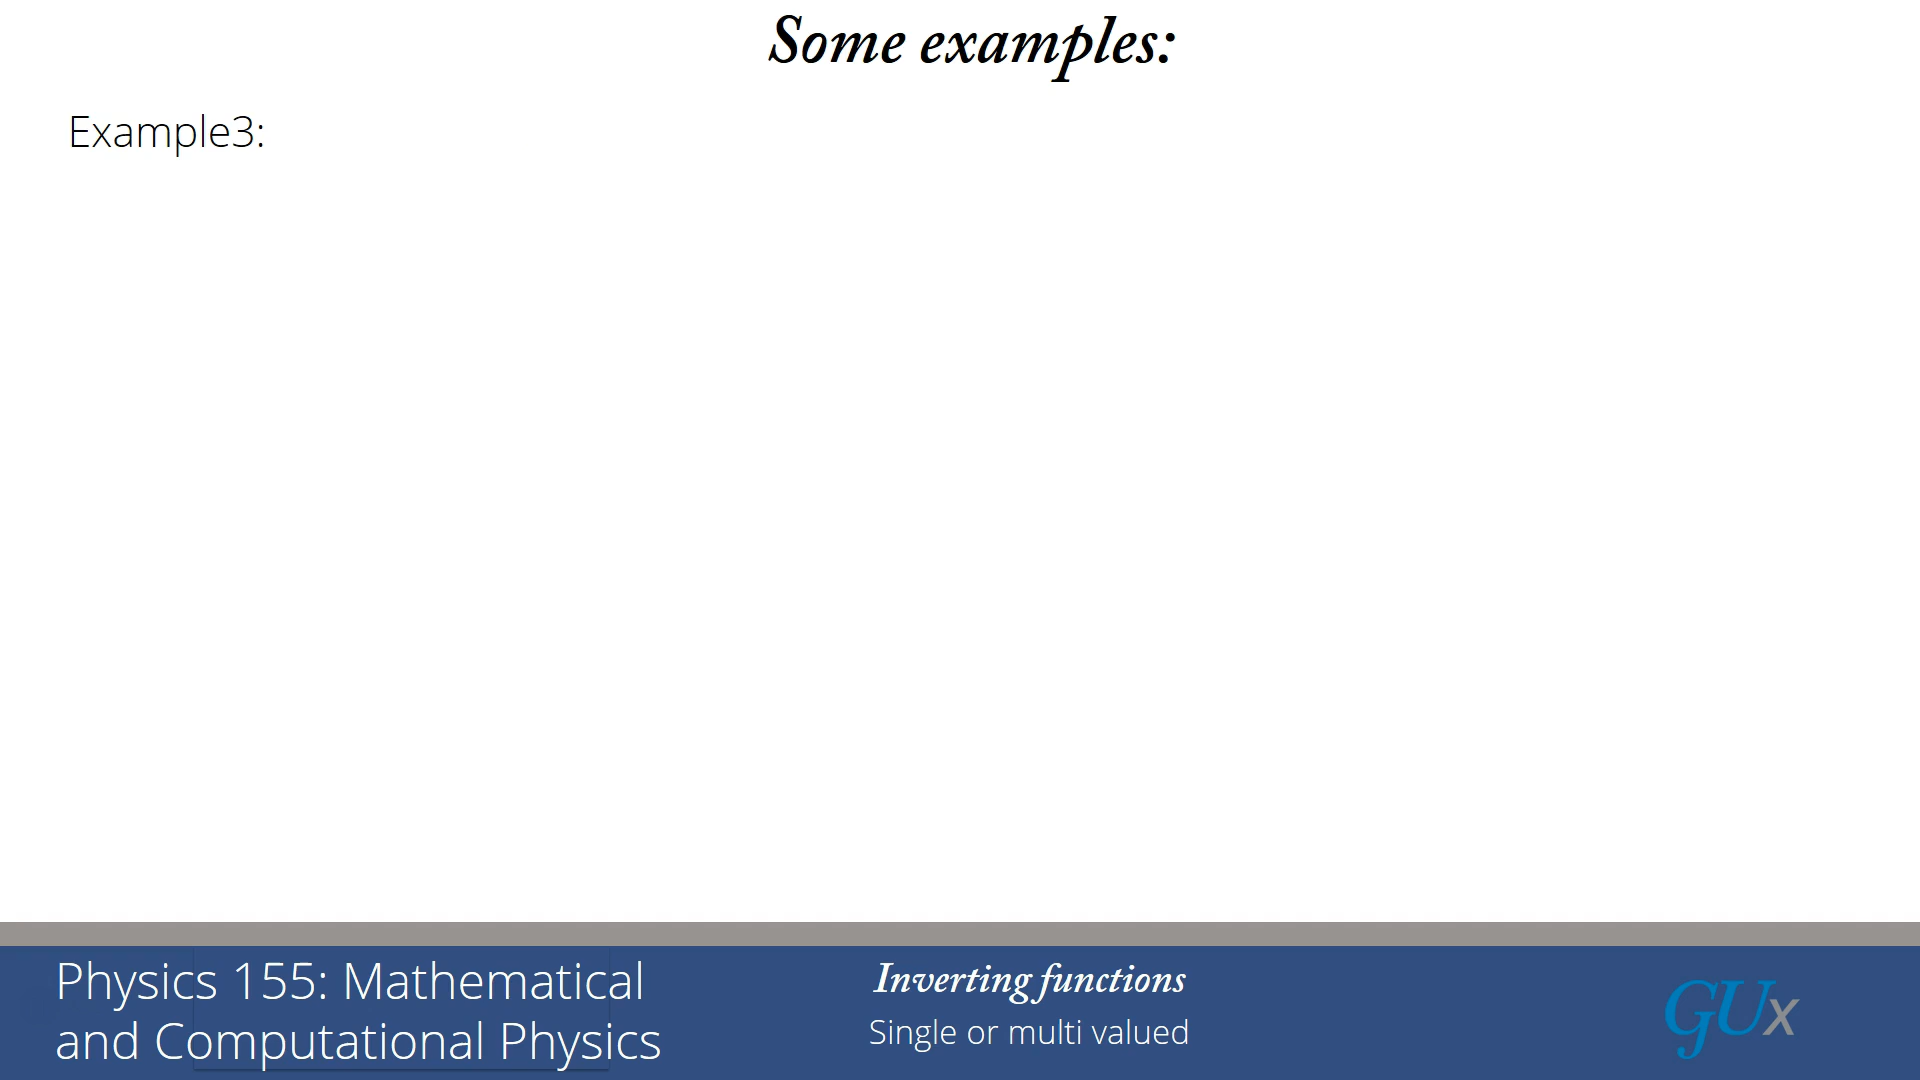 Some examples:
Example3:
Physics 155: Mathematical
and Computational Physics
Inverting functions
Single or multi valued
GUx